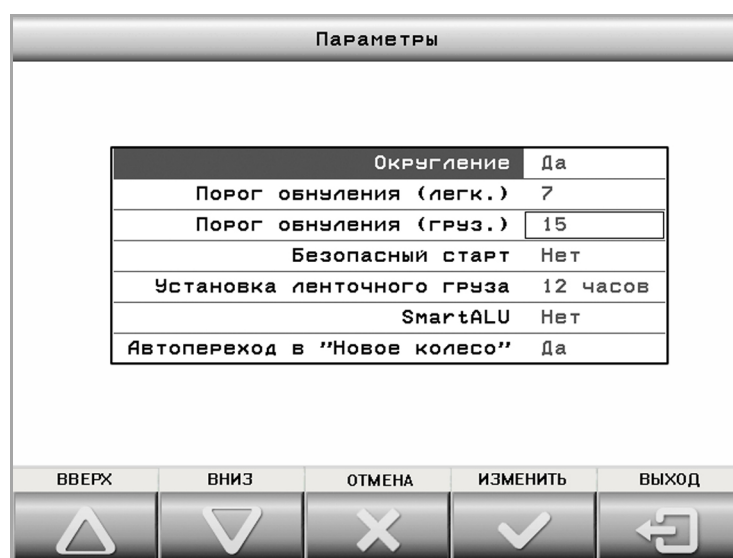 Параметры
Округление Да
Порог обнуления (легк.) 7
Порог обнуления (груз.) 15
Безопасный старт Нет
Установка ленточного груза 12 часов
SmartALU Нет
Автопереход в "Новое колесо" Да
ВВЕРХ ВНИЗ ОТМЕНА ИЗМЕНИТЬ ВЫХОД